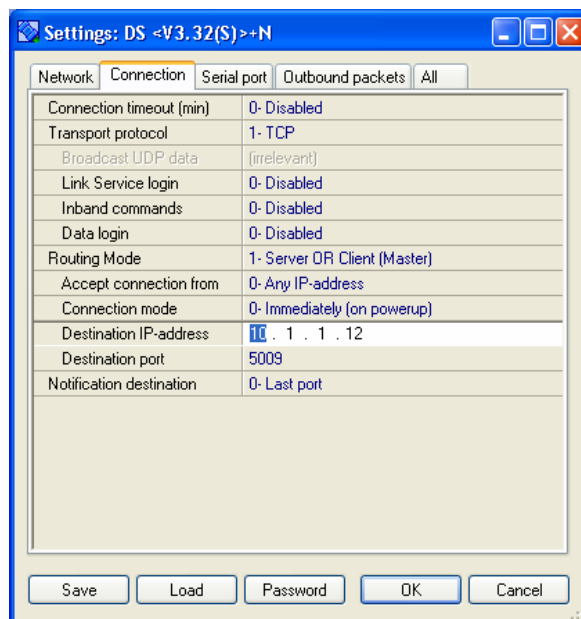 Settings: DS <V3.32(S)>+N
Network Connection Serial port Outbound packets All
Connection timeout (min) 0- Disabled
Transport protocol 1- TCP
Broadcast UDP data (irrelevant)
Link Service login 0- Disabled
Inband commands 0- Disabled
Data login 0- Disabled
Routing Mode 1- Server OR Client (Master)
Accept connection from 0- Any IP-address
Connection mode 0- Immediately (on powerup)
Destination IP-address 10 . 1 . 1 . 12
Destination port 5009
Notification destination 0- Last port
Save Load Password OK Cancel